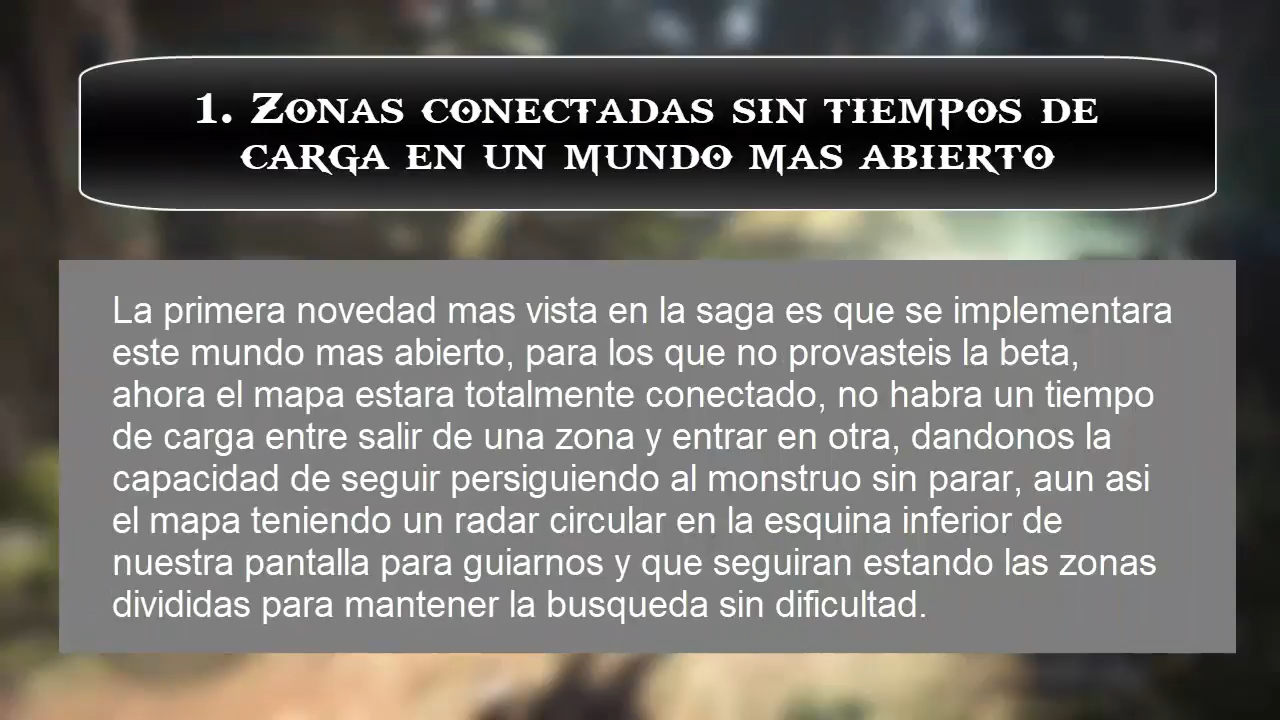 1. Zonas conectadas sin tiempos de
carga en un mundo mas abierto
La primera novedad mas vista en la saga es que se implementara
este mundo mas abierto, para los que no provasteis la beta,
ahora el mapa estara totalmente conectado, no habra un tiempo
de carga entre salir de una zona y entrar en otra, dandonos la
capacidad de seguir persiguiendo al monstruo sin parar, aun asi
el mapa teniendo un radar circular en la esquina inferior de
nuestra pantalla para guiarnos y que seguiran estando las zonas
divididas para mantener la busqueda sin dificultad.